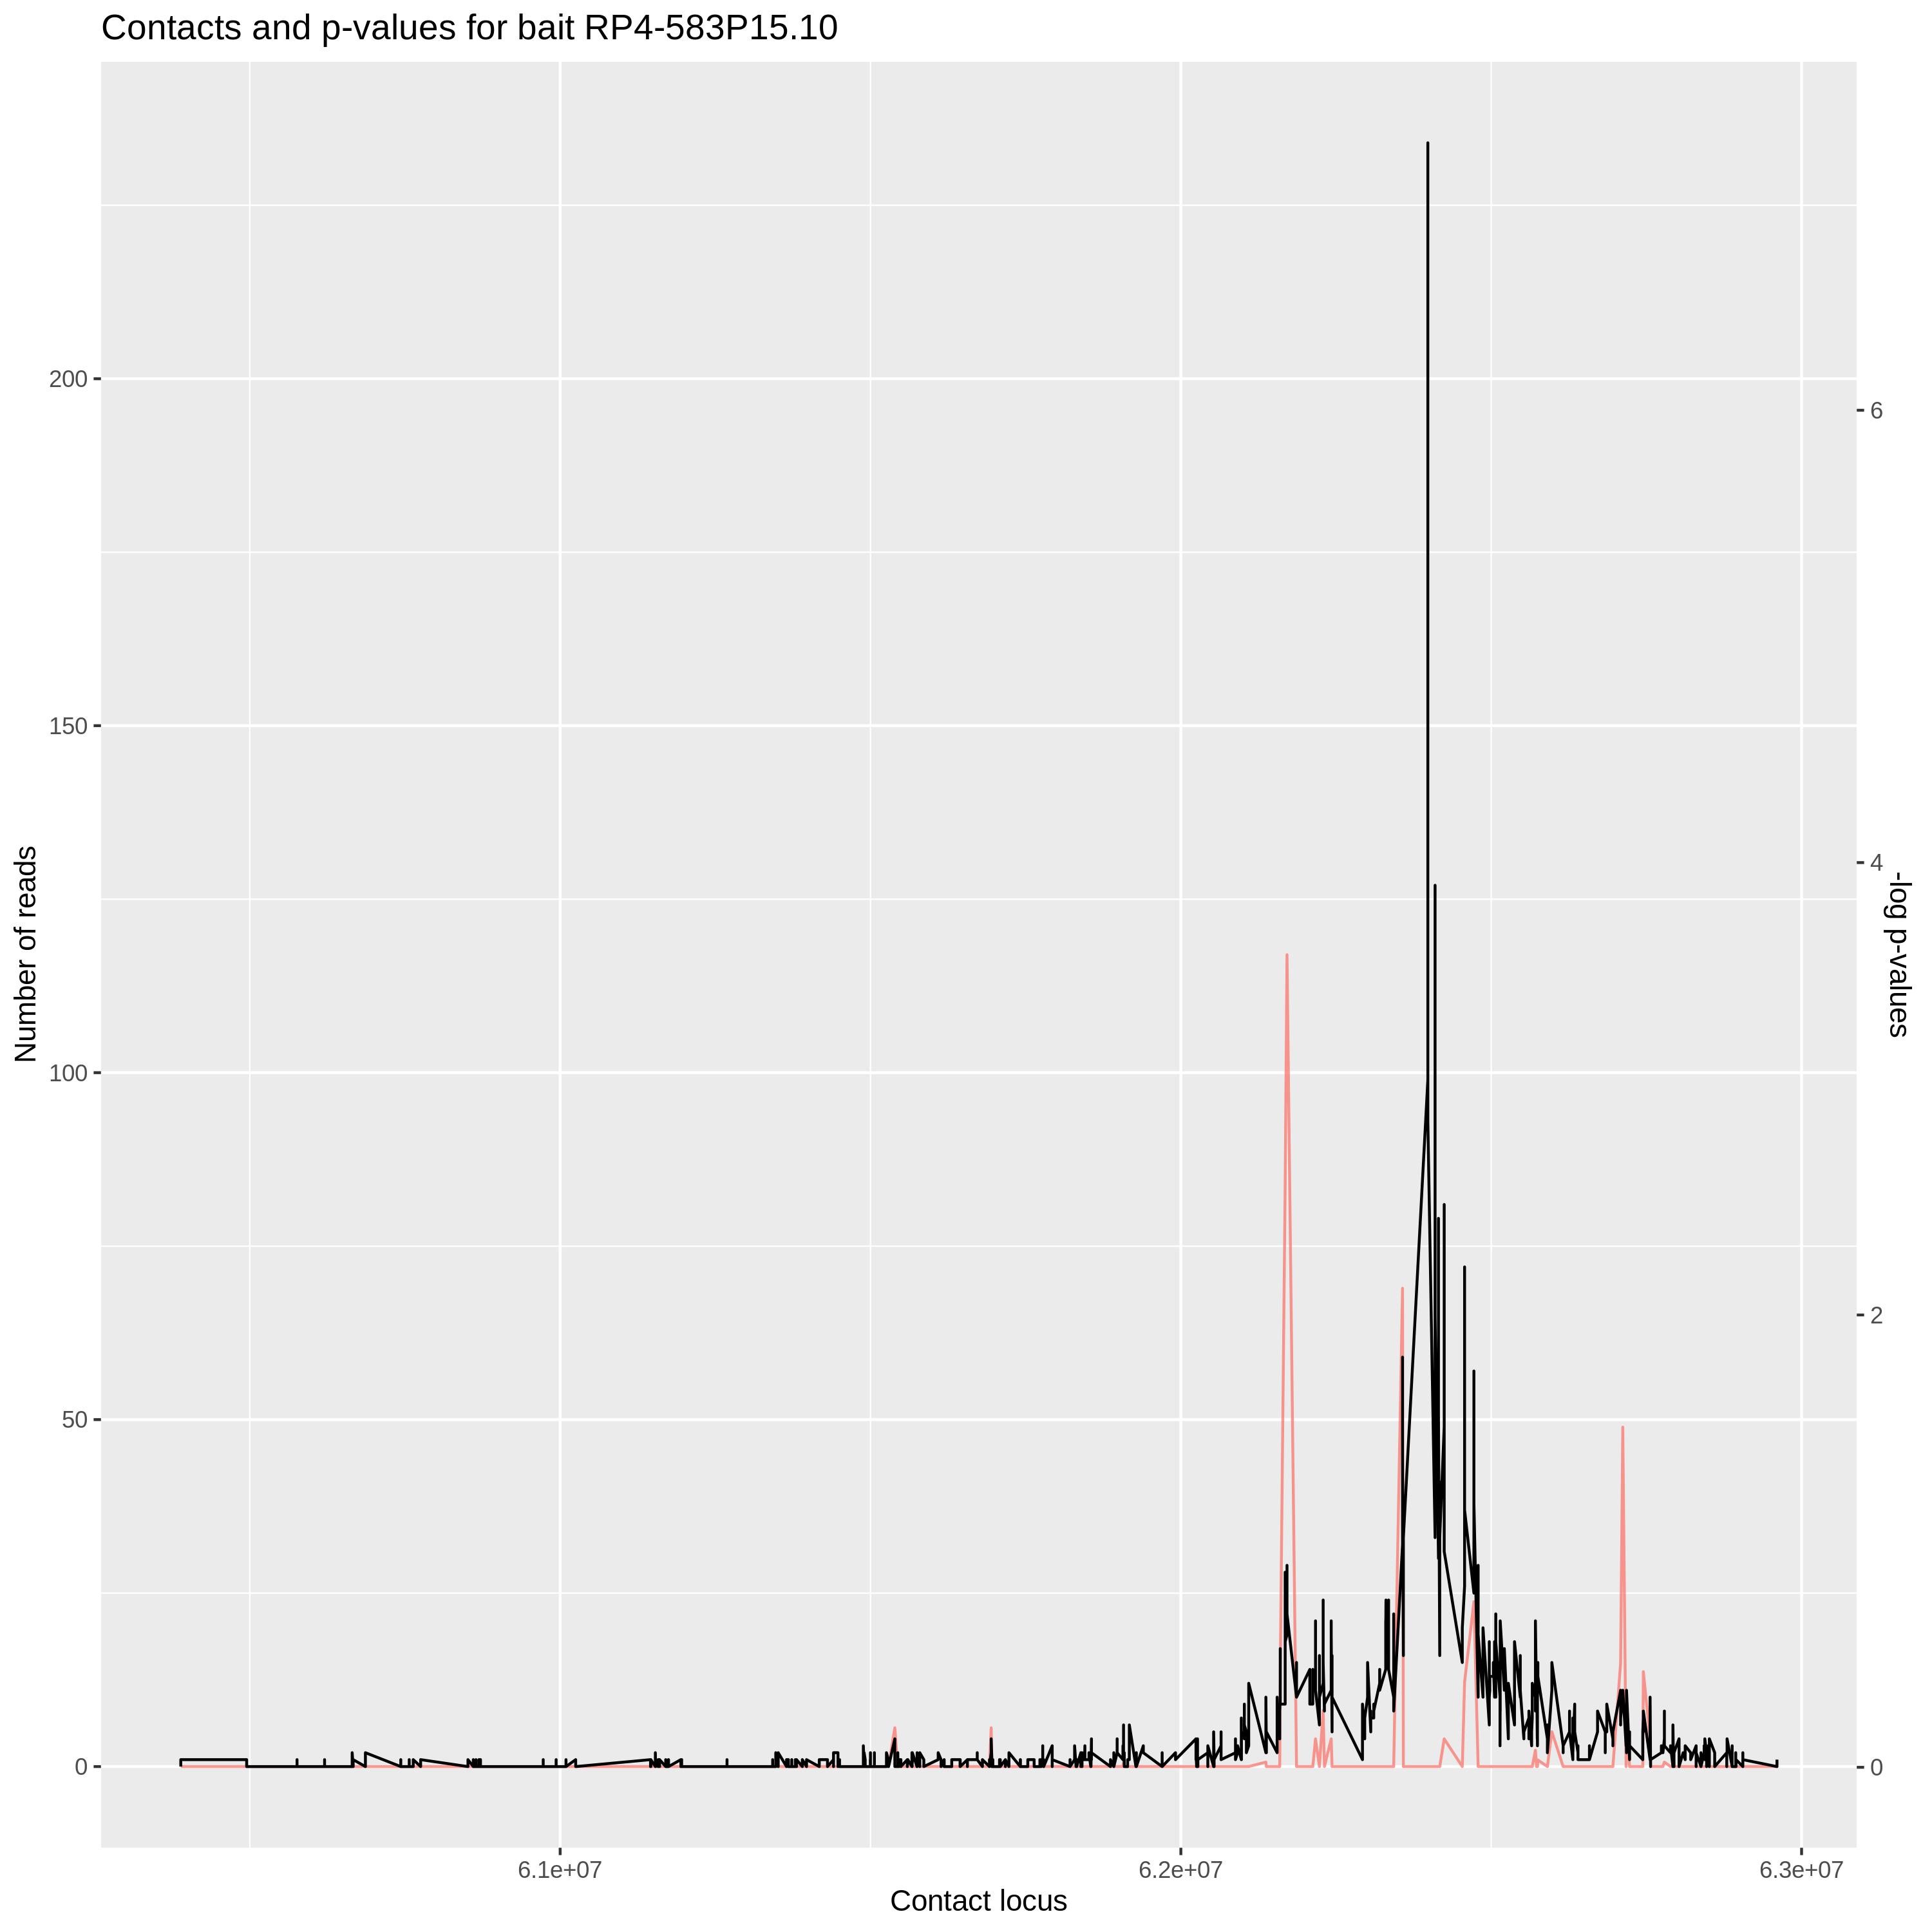 Contacts and p-values for bait RP4-583P15.10
Number of reads
200
150
100
50
0
6
4
2
0
-log p-values
6.1e+07
6.2e+07
6.3e+07
Contact locus